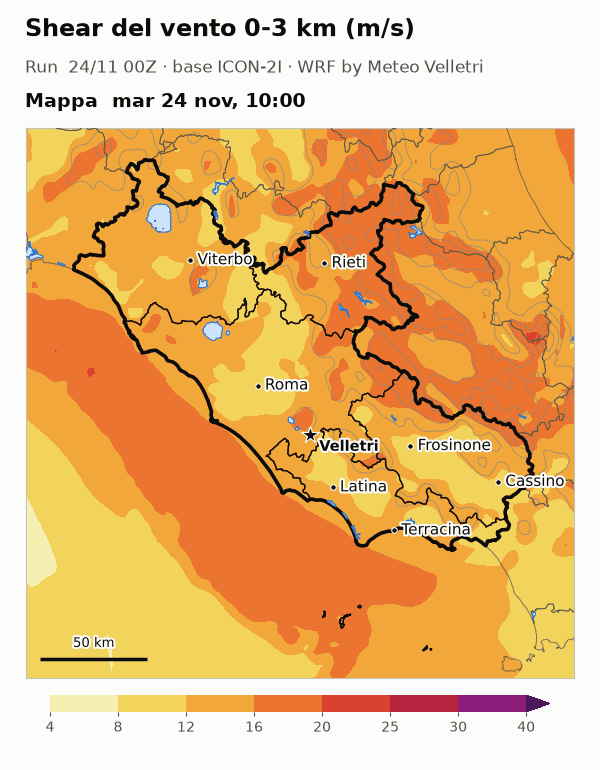 Shear del vento 0-3 km (m/s)
Run  24/11 00Z · base ICON-2I · WRF by Meteo Velletri
Mappa  mar 24 nov, 10:00
Viterbo
Rieti
Roma
Velletri
Frosinone
Latina
Cassino
Terracina
50 km
4 8 12 16 20 25 30 40